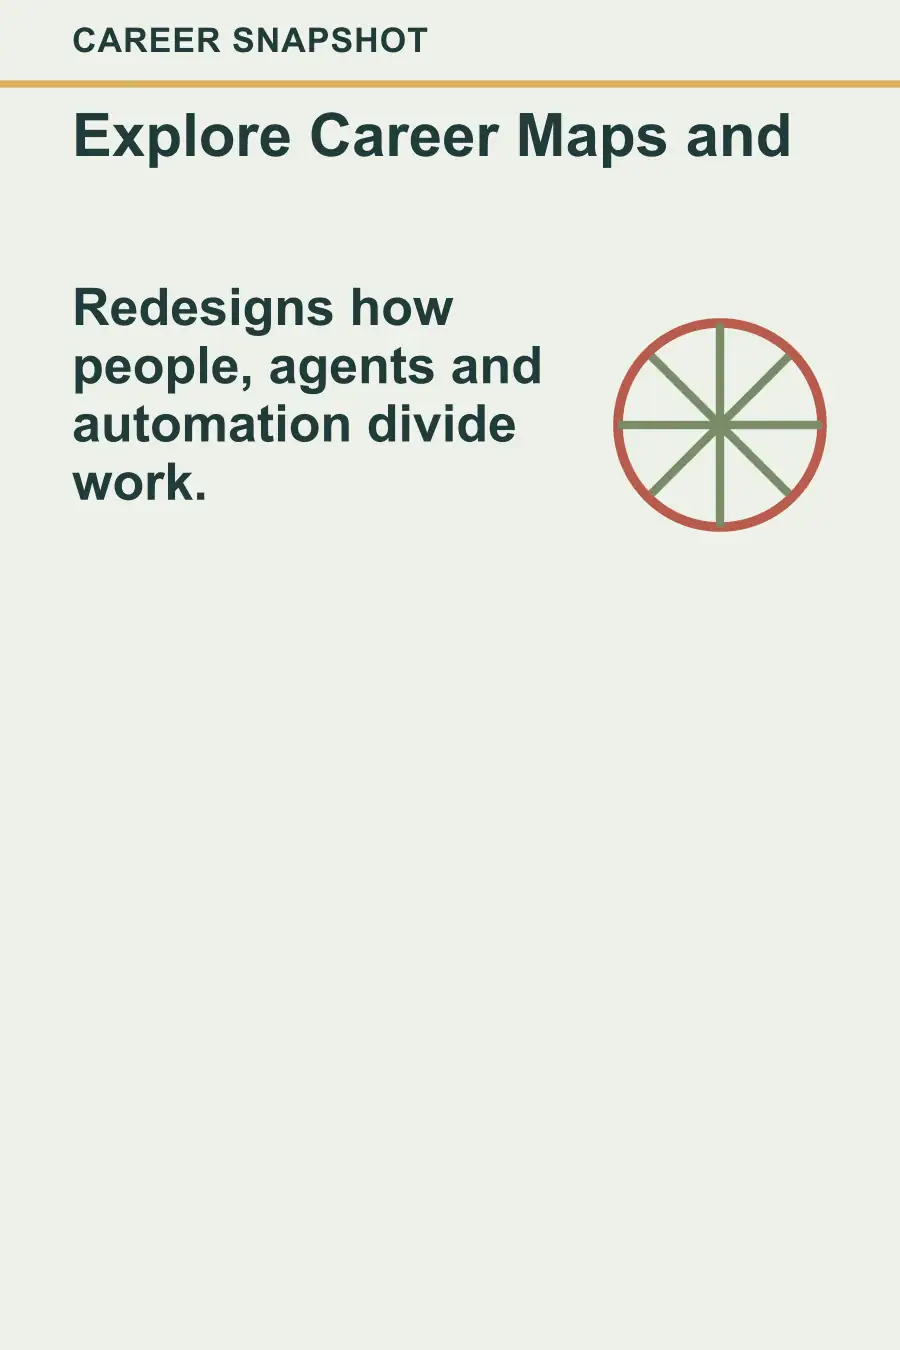 CAREER SNAPSHOT
Explore Career Maps and
Redesigns how
people, agents and
automation divide
work.